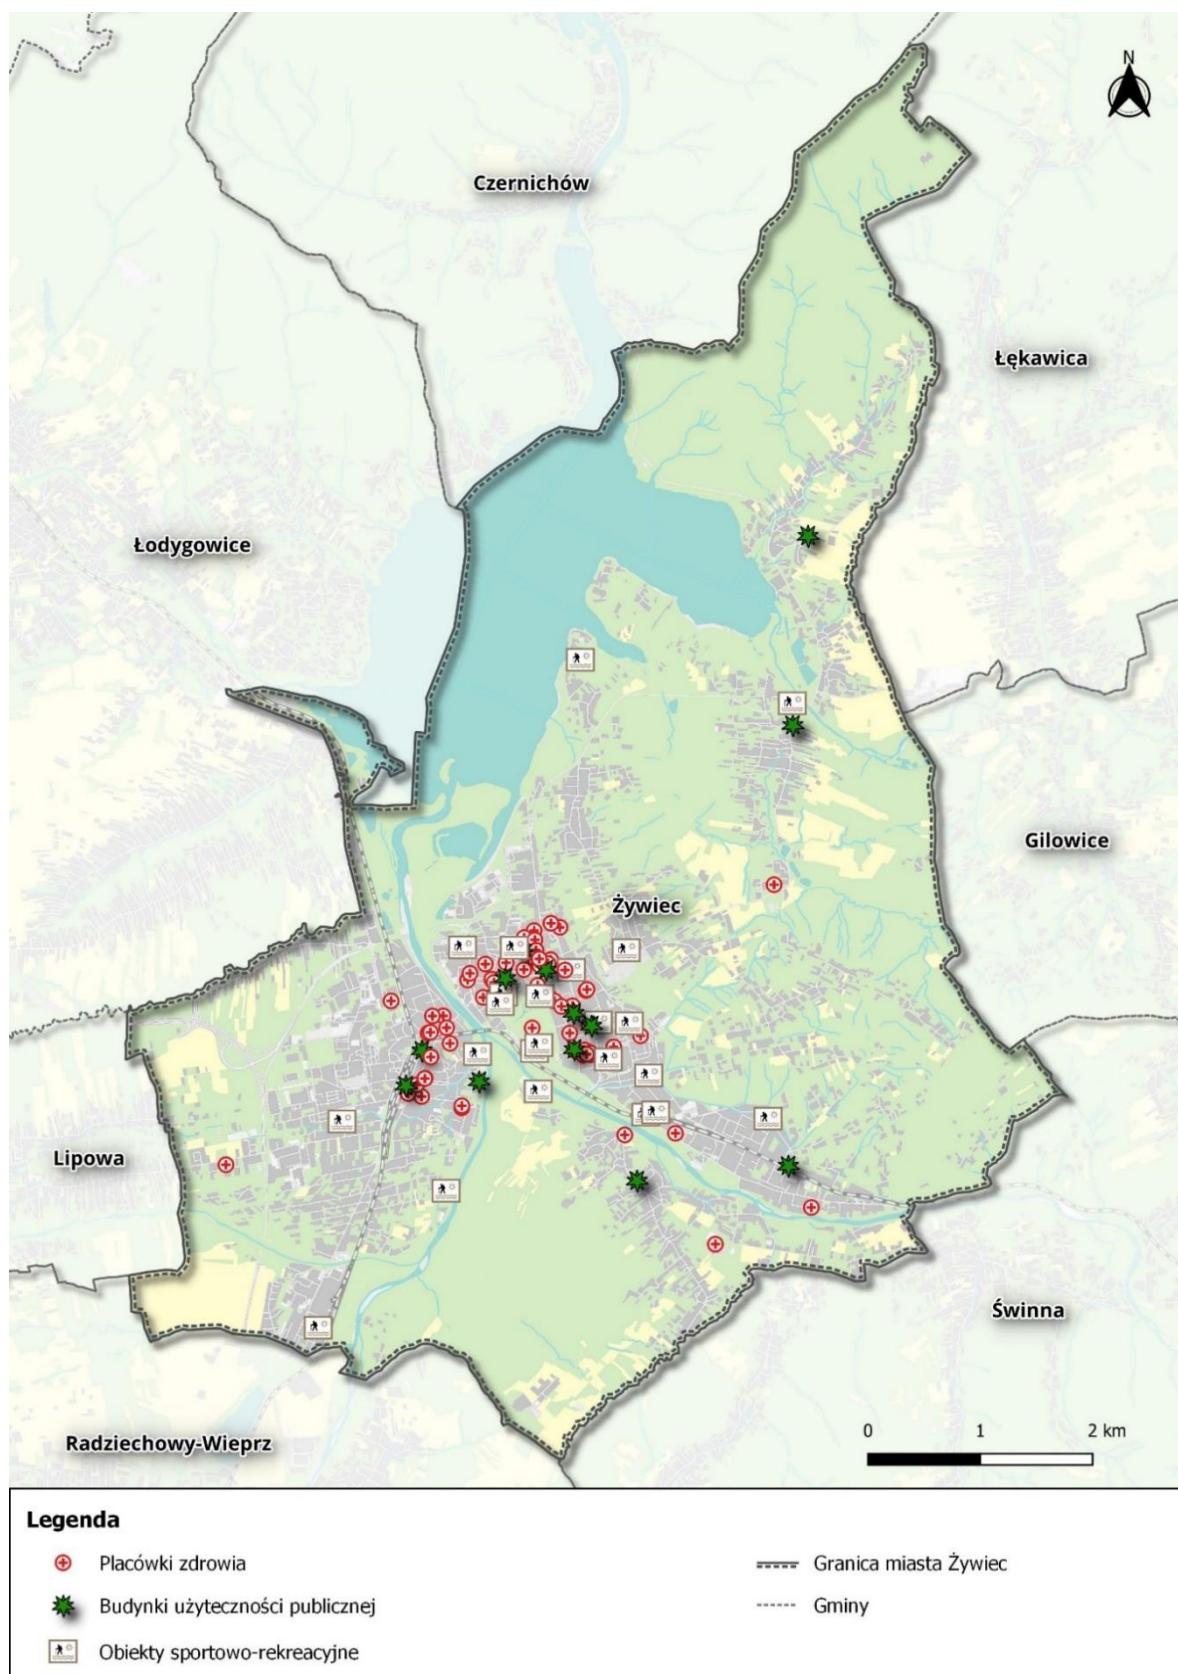 N
Czernichów
Łękawica
Łodygowice
Gilowice
Żywiec
Lipowa
Świnna
Radziechowy-Wieprz
0 1 2 km
Legenda
Placówki zdrowia
Granica miasta Żywiec
Budynki użyteczności publicznej
Gminy
Obiekty sportowo-rekreacyjne